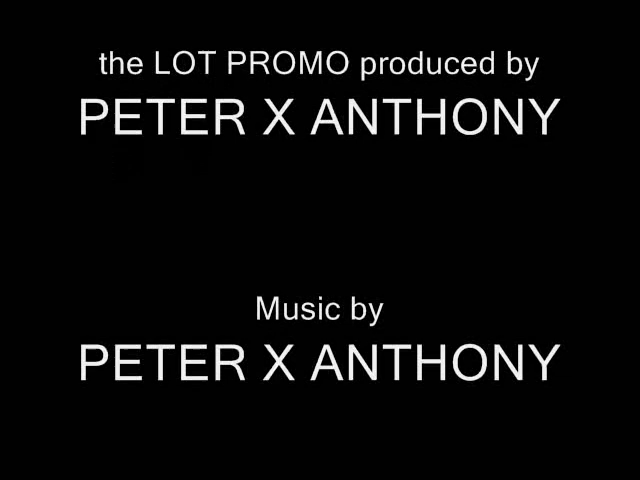 the LOT PROMO produced by
PETER X ANTHONY
Music by
PETER X ANTHONY